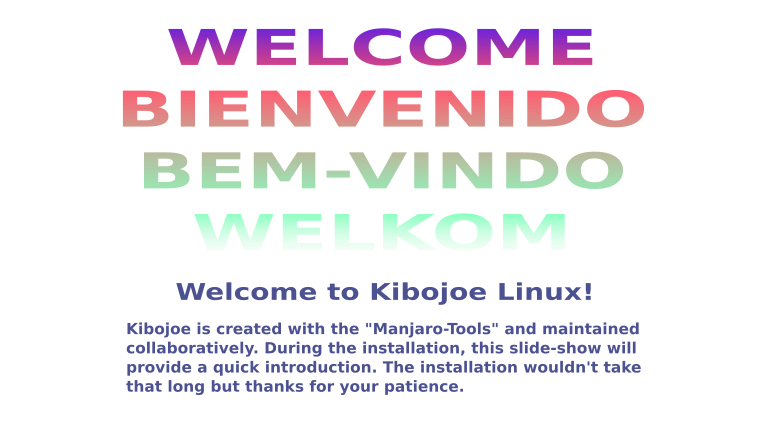 WELCOME
BIENVENIDO
BEM-VINDO
WELKOM
Welcome to Kibojoe Linux!
Kibojoe is created with the "Manjaro-Tools" and maintained
collaboratively. During the installation, this slide-show will
provide a quick introduction. The installation wouldn't take
that long but thanks for your patience.